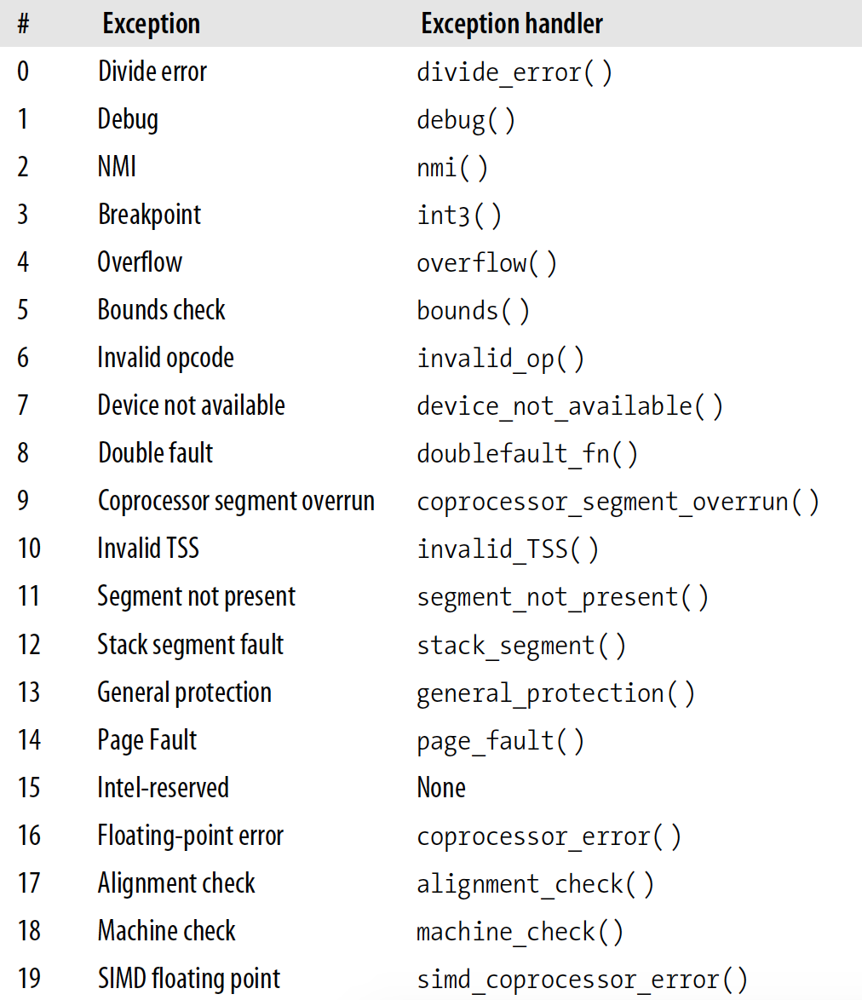 # Exception Exception handler
0 Divide error divide_error( )
1 Debug debug( )
2 NMI nmi( )
3 Breakpoint int3( )
4 Overflow overflow( )
5 Bounds check bounds( )
6 Invalid opcode invalid_op( )
7 Device not available device_not_available( )
8 Double fault doublefault_fn( )
9 Coprocessor segment overrun coprocessor_segment_overrun( )
10 Invalid TSS invalid_TSS( )
11 Segment not present segment_not_present( )
12 Stack segment fault stack_segment( )
13 General protection general_protection( )
14 Page Fault page_fault( )
15 Intel-reserved None
16 Floating-point error coprocessor_error( )
17 Alignment check alignment_check( )
18 Machine check machine_check( )
19 SIMD floating point simd_coprocessor_error( )